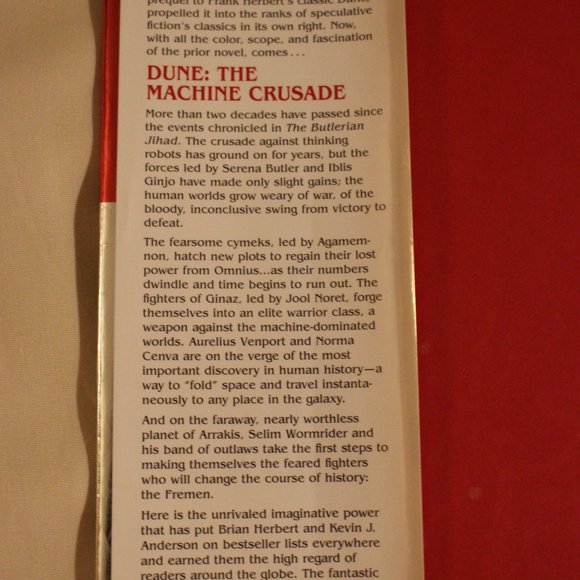 prequel to Frank Herbert's classic Dune,
propelled it into the ranks of speculative
fiction's classics in its own right. Now,
with all the color, scope, and fascination
of the prior novel, comes . . .
DUNE: THE
MACHINE CRUSADE
More than two decades have passed since
the events chronicled in The Butlerian
Jihad. The crusade against thinking
robots has ground on for years, but the
forces led by Serena Butler and Iblis
Ginjo have made only slight gains; the
human worlds grow weary of war, of the
bloody, inconclusive swing from victory to
defeat.
The fearsome cymeks, led by Agamem-
non, hatch new plots to regain their lost
power from Omnius...as their numbers
dwindle and time begins to run out. The
fighters of Ginaz, led by Jool Noret, forge
themselves into an elite warrior class, a
weapon against the machine-dominated
worlds. Aurelius Venport and Norma
Cenva are on the verge of the most
important discovery in human history—a
way to "fold" space and travel instanta-
neously to any place in the galaxy.
And on the faraway, nearly worthless
planet of Arrakis, Selim Wormrider and
his band of outlaws take the first steps to
making themselves the feared fighters
who will change the course of history:
the Fremen.
Here is the unrivaled imaginative power
that has put Brian Herbert and Kevin J.
Anderson on bestseller lists everywhere
and earned them the high regard of
readers around the globe. The fantastic